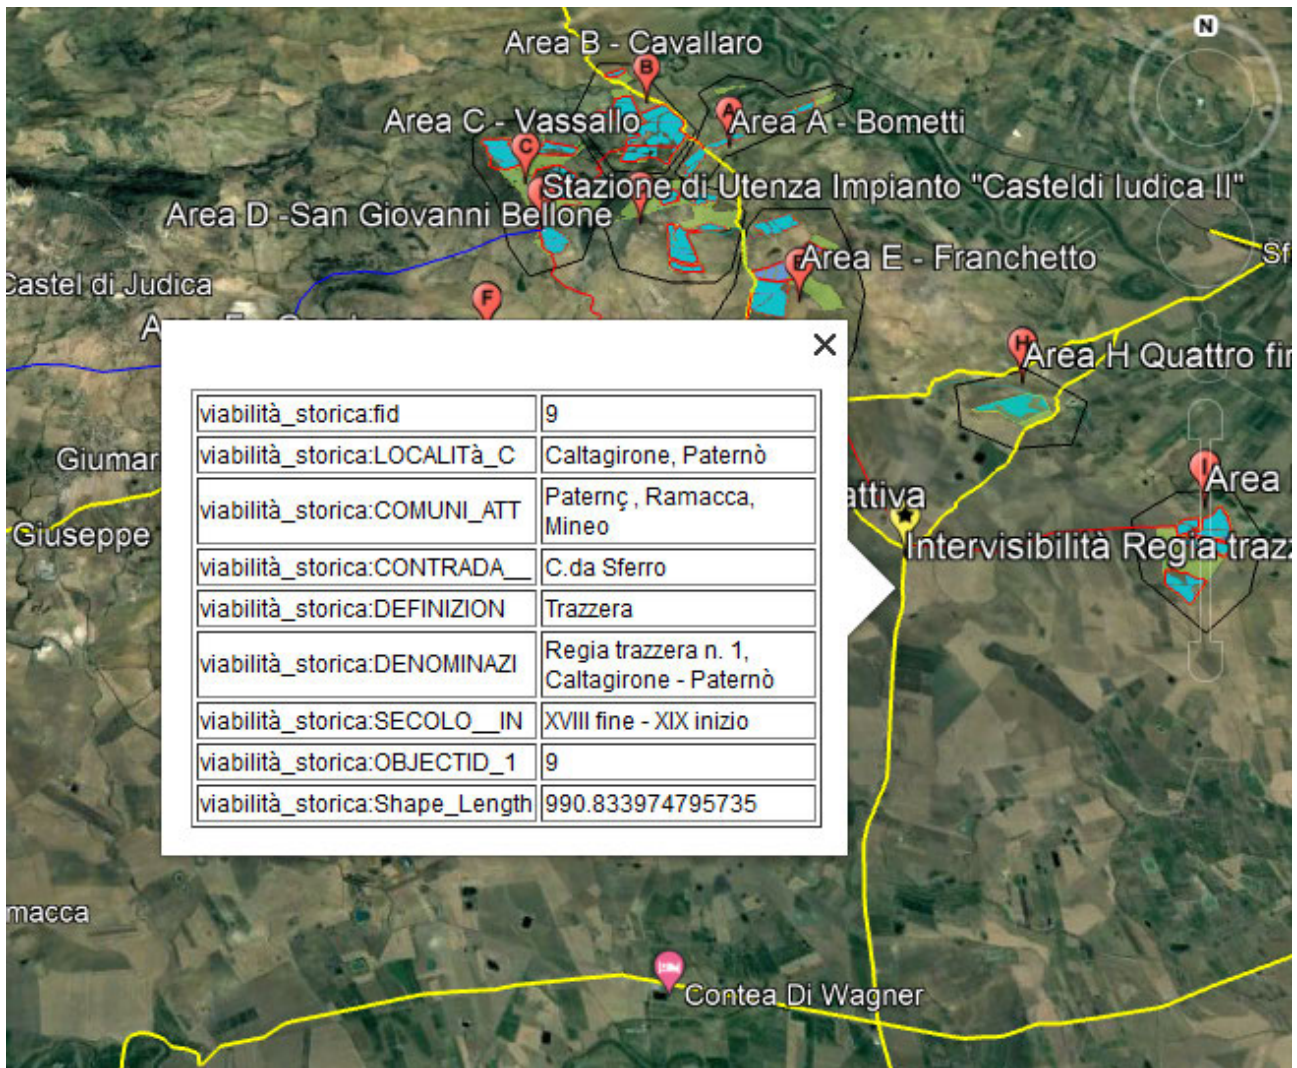 N
Area B - Cavallaro
B
Area C - Vassallo
A
Area A - Bometti
C
Stazione di Utenza Impianto "Casteldi Iudica II"
Area D -San Giovanni Bellone
Sf
Area E - Franchetto
E
Castel di Judica
F
H
Area H Quattro fin
viabilità_storica:fid 9
viabilità_storica:LOCALITà_C Caltagirone, Paternò
viabilità_storica:COMUNI_ATT Paternç , Ramacca,
Mineo
viabilità_storica:CONTRADA__ C.da Sferro
viabilità_storica:DEFINIZION Trazzera
viabilità_storica:DENOMINAZI Regia trazzera n. 1,
Caltagirone - Paternò
viabilità_storica:SECOLO__IN XVIII fine - XIX inizio
viabilità_storica:OBJECTID_1 9
viabilità_storica:Shape_Length 990.833974795735
Giumar
I
Area I
attiva
Giuseppe
Intervisibilità Regia trazz
macca
Contea Di Wagner